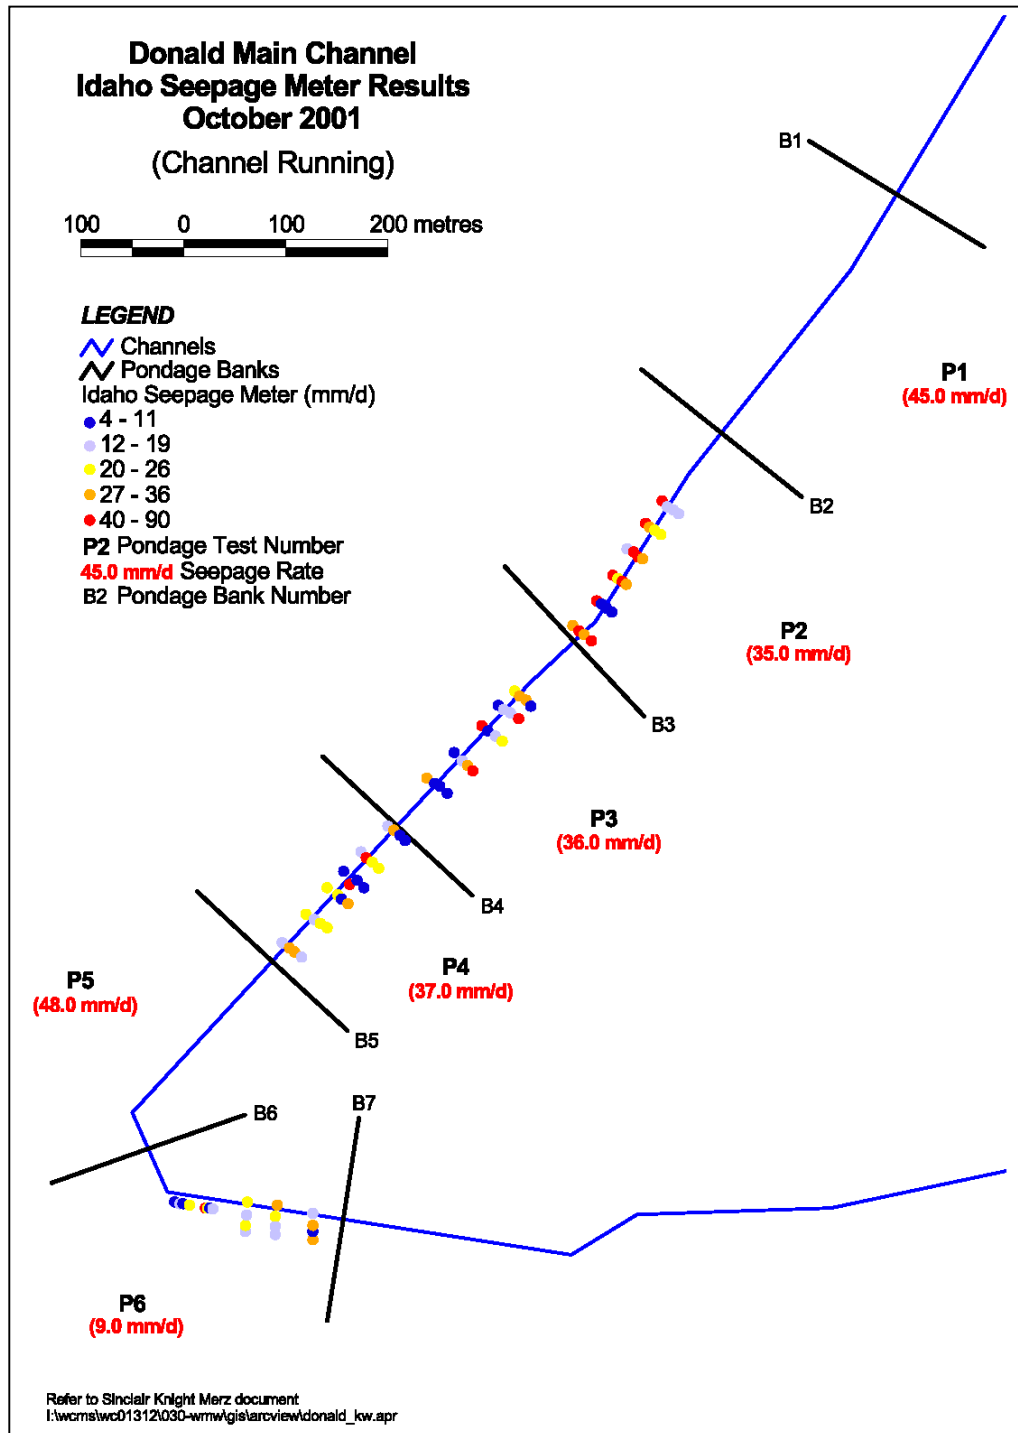 Donald Main Channel
Idaho Seepage Meter Results
October 2001
(Channel Running)
100 0 100 200 metres
LEGEND
Channels
Pondage Banks
Idaho Seepage Meter (mm/d)
4 - 11
12 - 19
20 - 26
27 - 36
40 - 90
P2 Pondage Test Number
45.0 mm/d Seepage Rate
B2 Pondage Bank Number
B1
P1
(45.0 mm/d)
B2
P2
(35.0 mm/d)
B3
P3
(36.0 mm/d)
B4
P4
(37.0 mm/d)
P5
(48.0 mm/d)
B5
B6
B7
P6
(9.0 mm/d)
Refer to Sinclair Knight Merz document
I:\wcms\wc01312\030-wmw\gis\arcview\donald_kw.apr